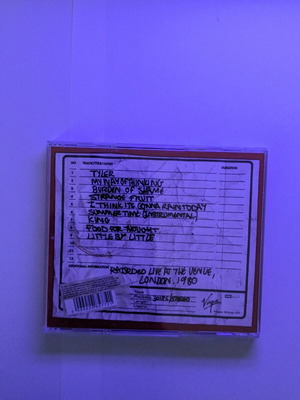 TYLER
MY WAY OF THINKING
BURDEN OF SHAME
STRANGE FRUIT
I THINK IT'S GONNA RAIN TODAY
SUMMERTIME (INSTRUMENTAL)
KING
FOOD FOR THOUGHT
LITTLE BY LITTLE
RECORDED LIVE AT THE VENUE,
LONDON, 1980
Virgin